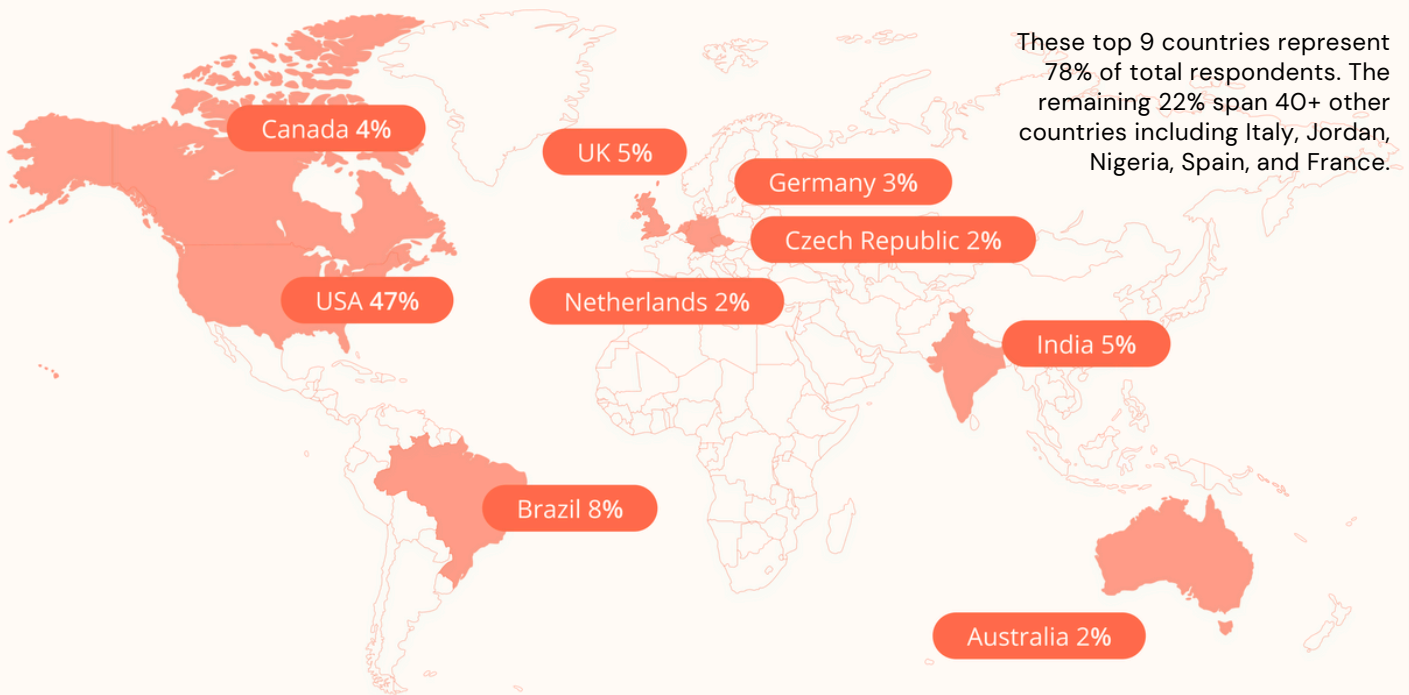 These top 9 countries represent
78% of total respondents. The
remaining 22% span 40+ other
countries including Italy, Jordan,
Nigeria, Spain, and France.
Canada 4%
UK 5%
Germany 3%
Czech Republic 2%
USA 47%
Netherlands 2%
India 5%
Brazil 8%
Australia 2%